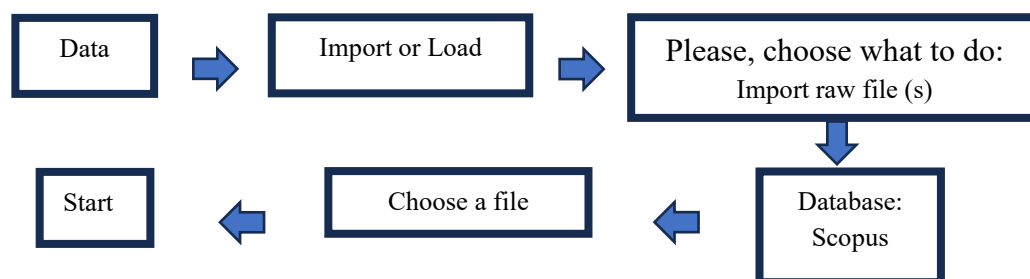 Data
Import or Load
Please, choose what to do:
Import raw file (s)
Database:
Scopus
Choose a file
Start